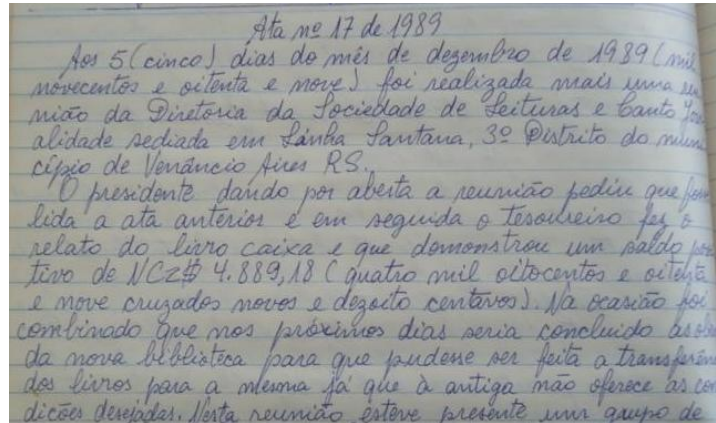 Ata nº 17 de 1989
Aos 5 (cinco) dias do mês de dezembro de 1989 (mil
novecentos e oitenta e nove) foi realizada mais uma reu
nião da Diretoria da Sociedade de Leituras e Canto
alidade sediada em Linha Santana, 3º Distrito do muni
cípio de Venâncio Aires RS.
O presidente dando por aberta a reunião pediu que fosse
lida a ata anterior e em seguida o tesoureiro fez o
relato do livro caixa e que demonstrou um saldo posi
tivo de NCz$ 4.889,18 (quatro mil oitocentos e oitenta
e nove cruzados novos e dezoito centavos). Na ocasião foi
combinado que nos próximos dias seria concluido as
da nova biblioteca para que pudesse ser feita a transferên
dos livros para a mesma já que a antiga não oferece as con
dições desejadas. Nesta reunião esteve presente um grupo de